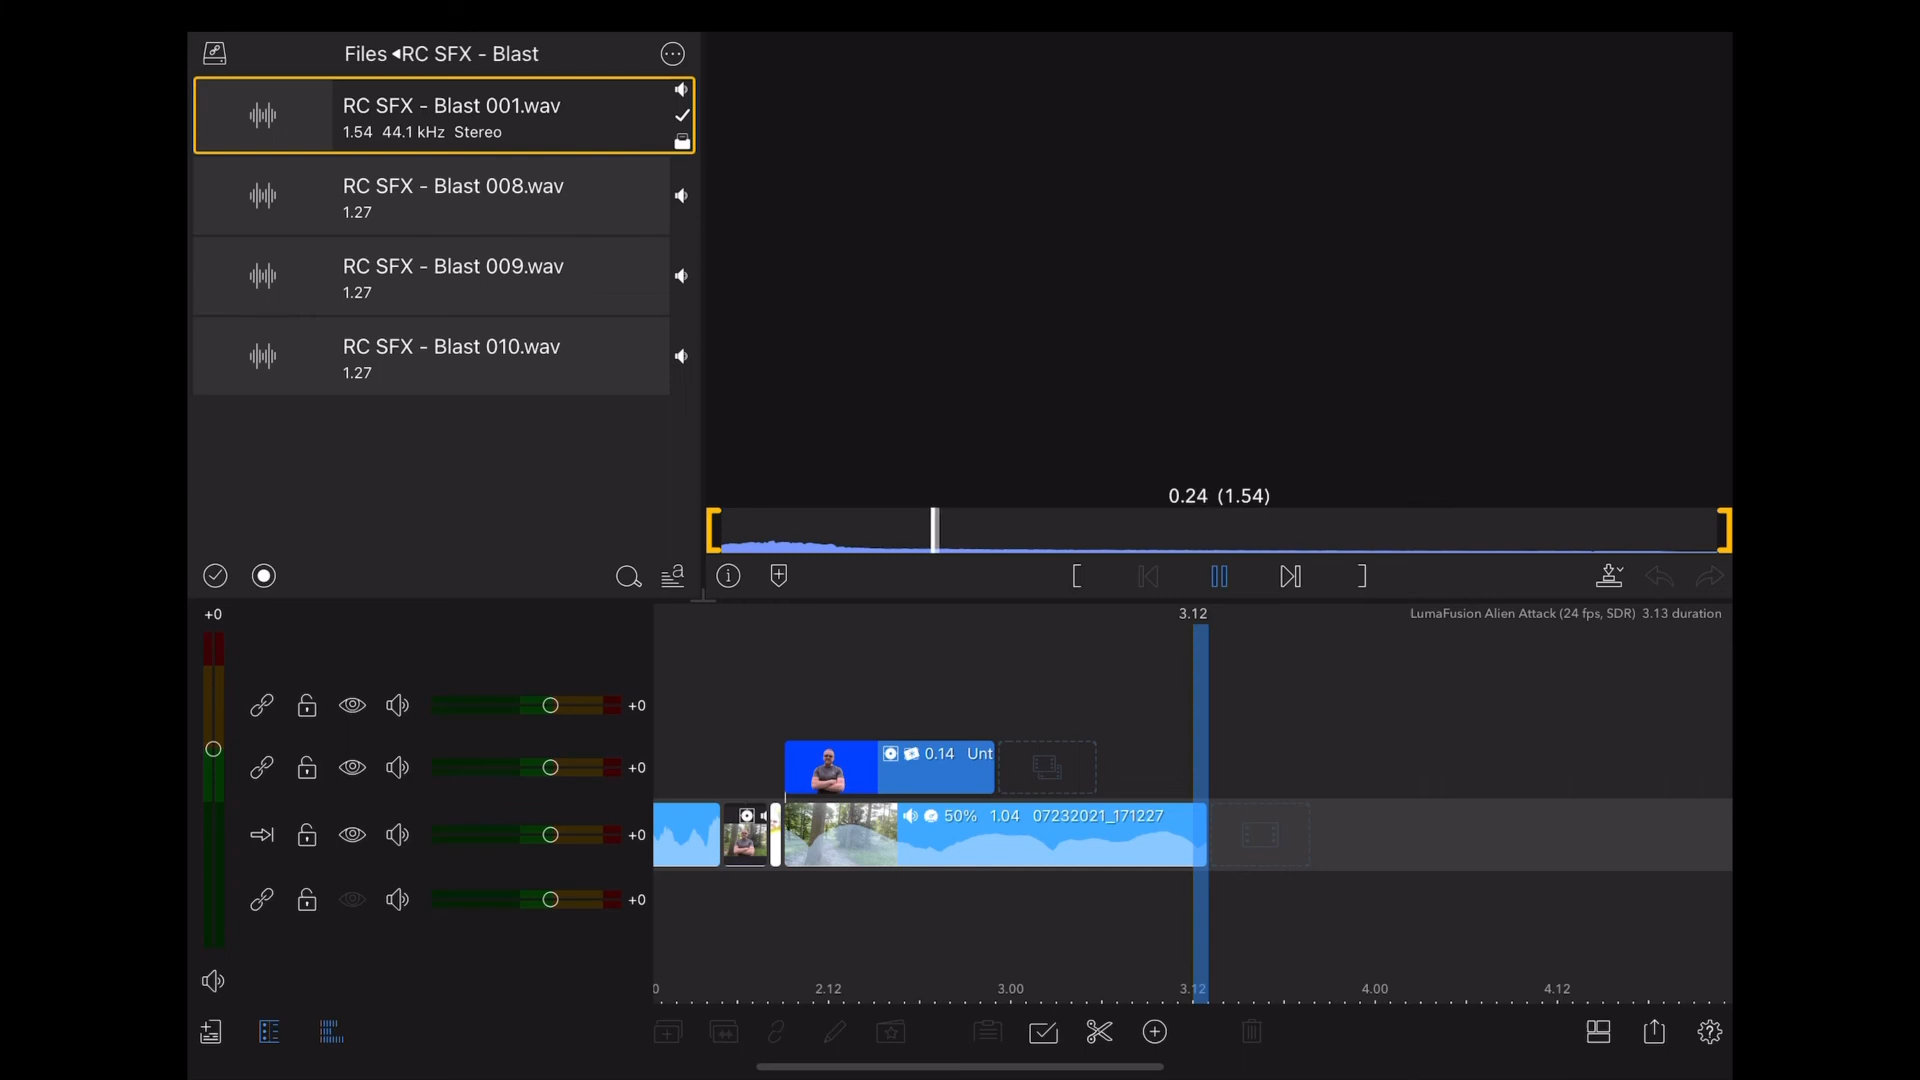 Files ◂RC SFX - Blast
RC SFX - Blast 001.wav
1.54 44.1 kHz Stereo
RC SFX - Blast 008.wav
1.27
RC SFX - Blast 009.wav
1.27
RC SFX - Blast 010.wav
1.27
0.24 (1.54)
+0
3.12
LumaFusion Alien Attack (24 fps, SDR) 3.13 duration
+0
0.14 Unt
+0
50% 1.04 07232021_171227
+0
+0
0 2.12 3.00 3.12 4.00 4.12